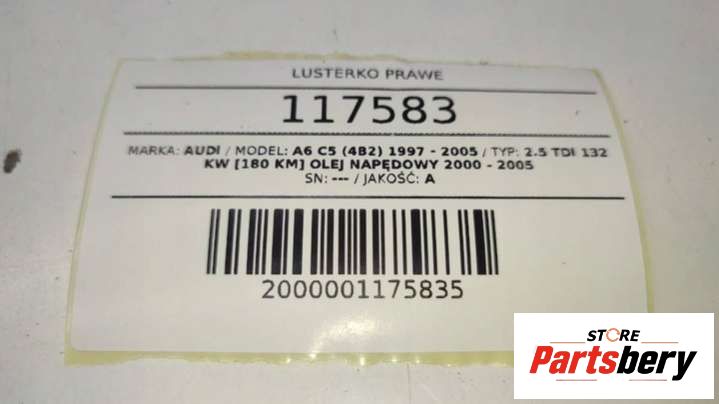 LUSTERKO PRAWE
117583
MARKA: AUDI / MODEL: A6 C5 (4B2) 1997 - 2005 / TYP: 2.5 TDI 132
KW [180 KM] OLEJ NAPĘDOWY 2000 - 2005
SN: --- / JAKOŚĆ: A
2000001175835
STORE
Partsbery